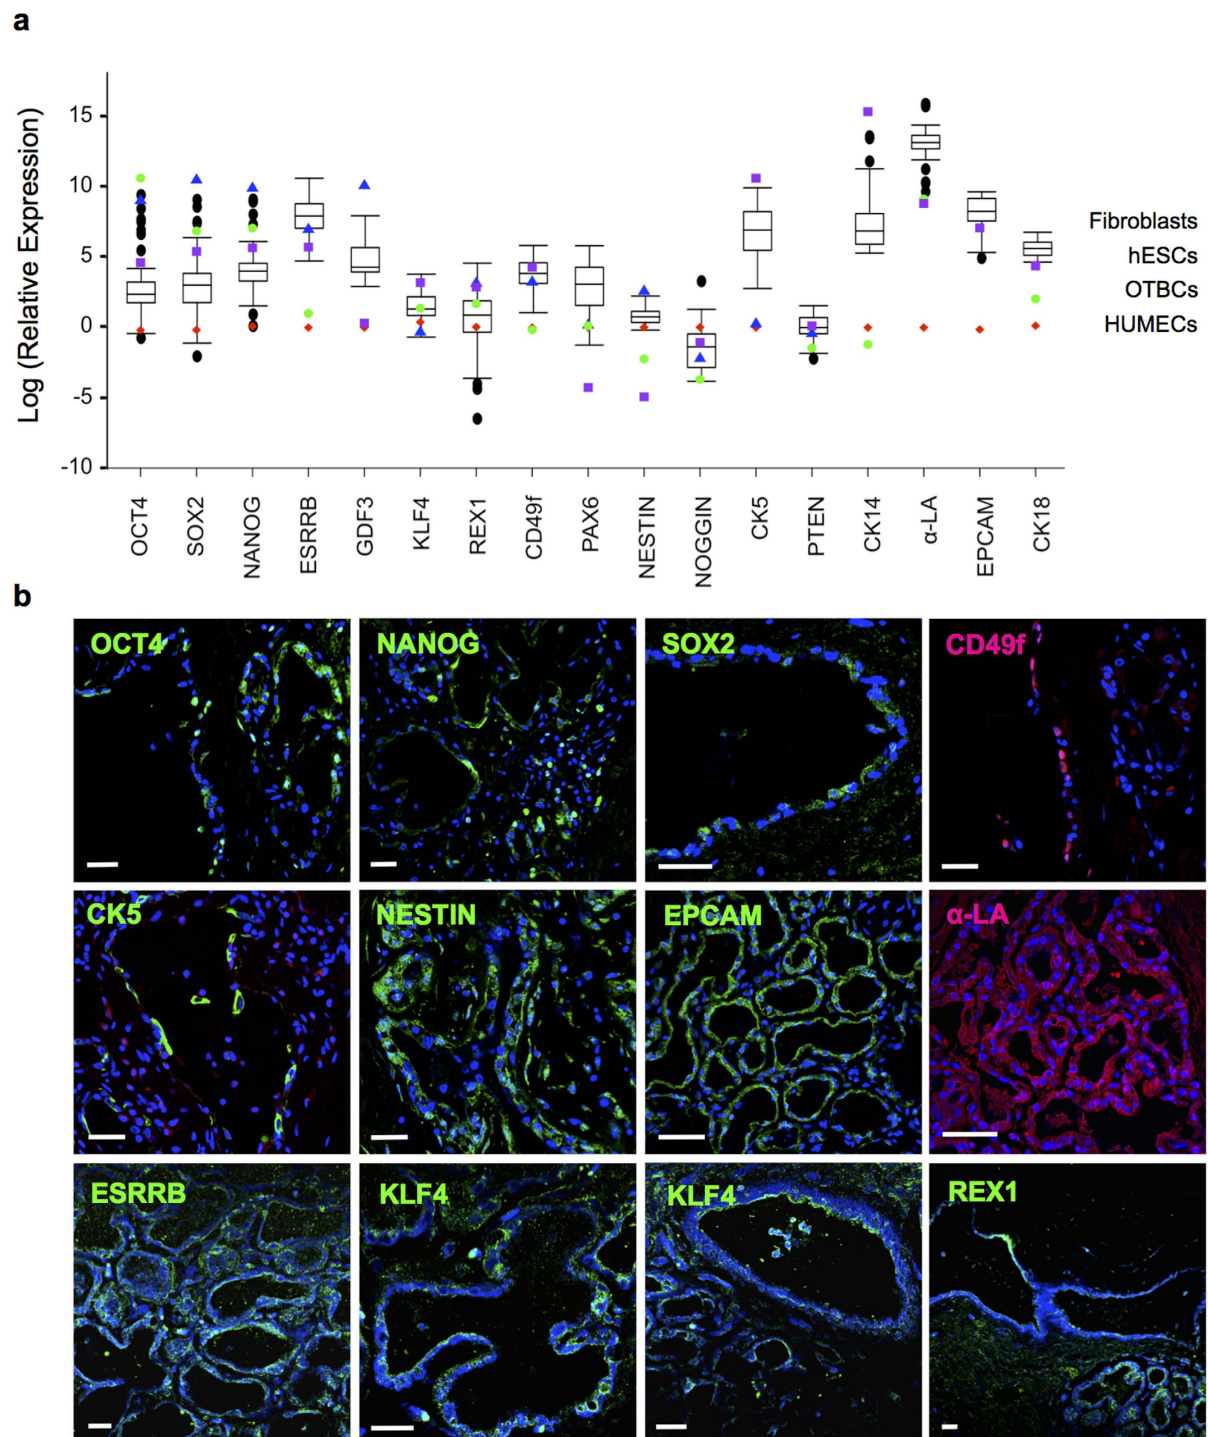 a
Log (Relative Expression)
15
10
5
0
-5
-10
Fibroblasts
hESCs
OTBCs
HUMECs
OCT4
SOX2
NANOG
ESRRB
GDF3
KLF4
REX1
CD49f
PAX6
NESTIN
NOGGIN
CK5
PTEN
CK14
α-LA
EPCAM
CK18
b
OCT4
NANOG
SOX2
CD49f
CK5
NESTIN
EPCAM
α-LA
ESRRB
KLF4
KLF4
REX1